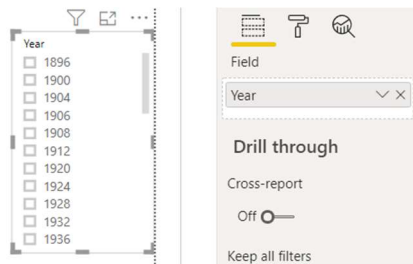 Year
1896
1900
1904
1906
1908
1912
1920
1924
1928
1932
1936
Field
Year
Drill through
Cross-report
Off
Keep all filters